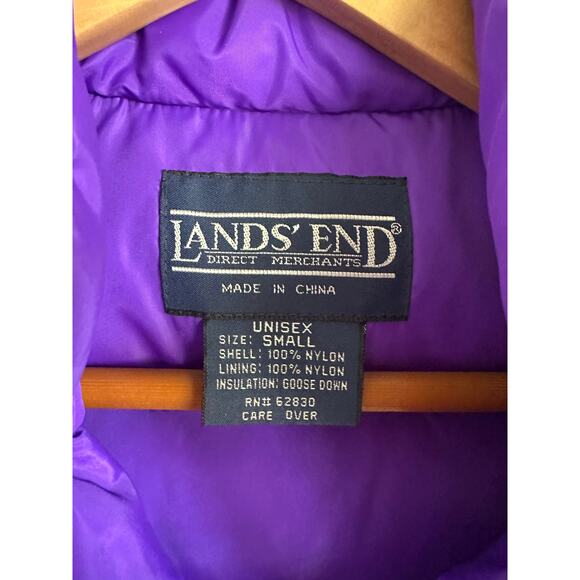 LANDS' END®
DIRECT MERCHANTS
MADE IN CHINA
UNISEX
SIZE: SMALL
SHELL: 100% NYLON
LINING: 100% NYLON
INSULATION: GOOSE DOWN
RN# 62830
CARE OVER